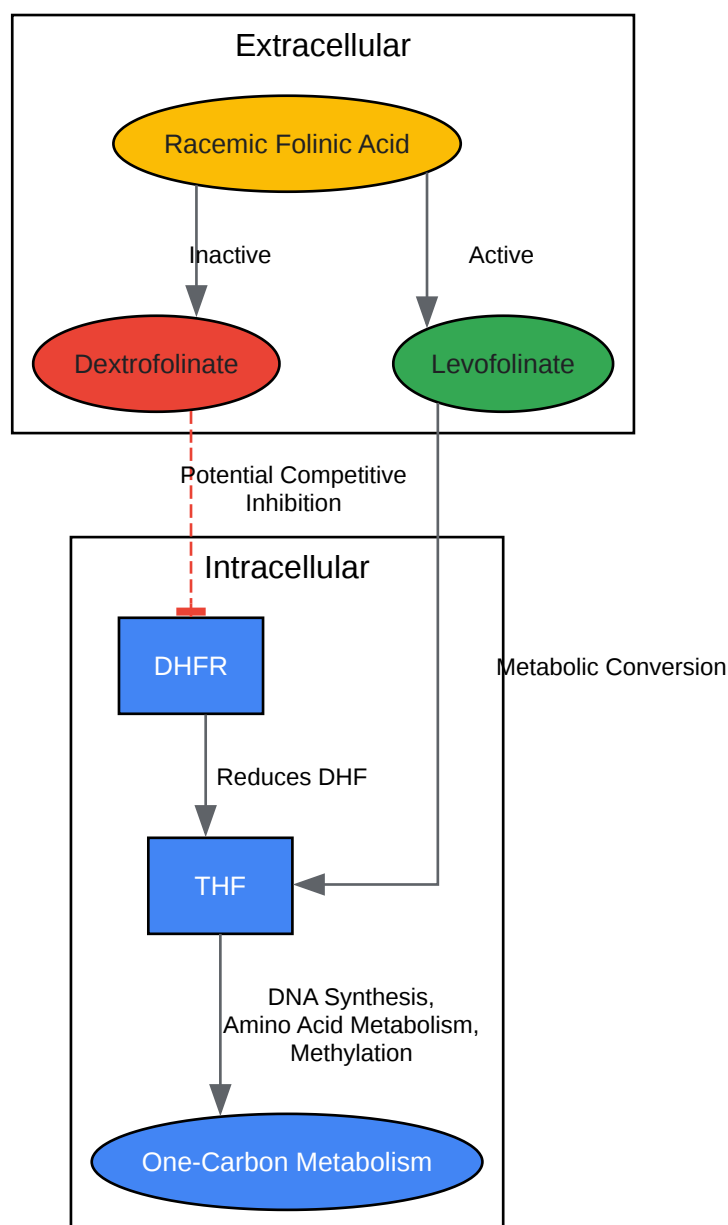 Extracellular
Racemic Folinic Acid
Inactive
Active
Dextrofolinate
Levofolinate
Potential Competitive
Inhibition
Intracellular
DHFR
Metabolic Conversion
Reduces DHF
THF
DNA Synthesis,
Amino Acid Metabolism,
Methylation
One-Carbon Metabolism